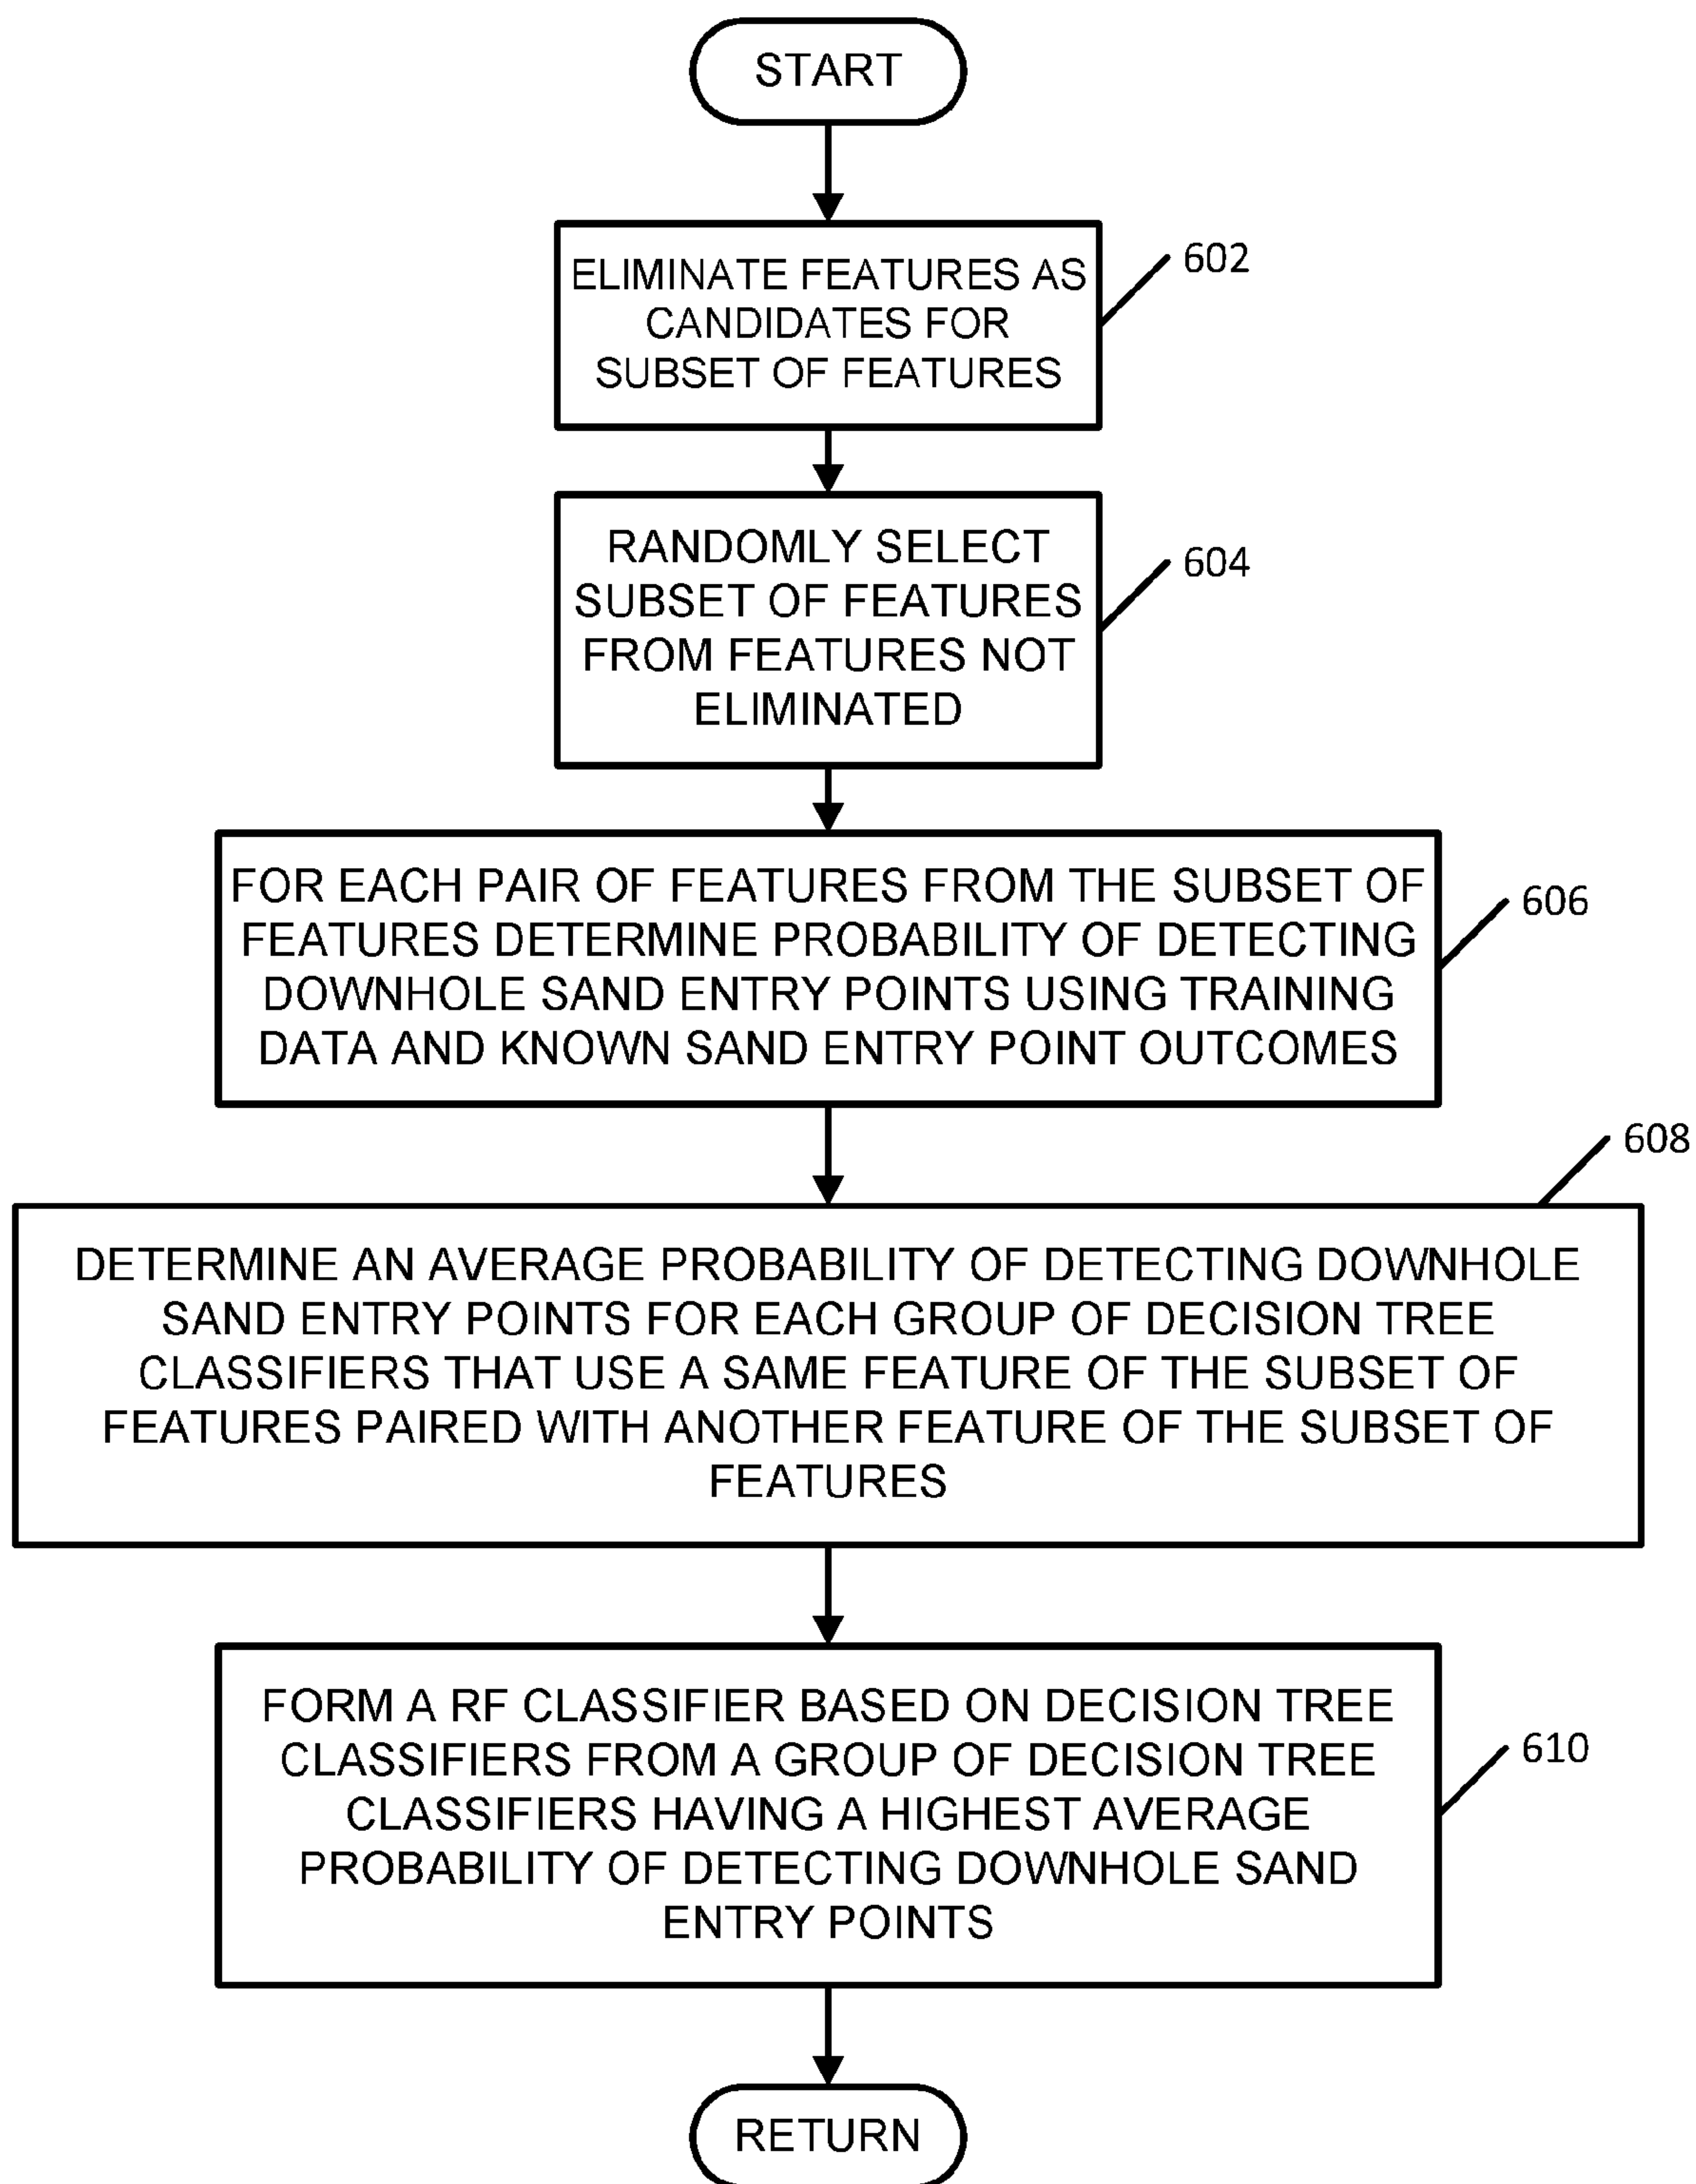 START
ELIMINATE FEATURES AS
CANDIDATES FOR
SUBSET OF FEATURES
602
RANDOMLY SELECT
SUBSET OF FEATURES
FROM FEATURES NOT
ELIMINATED
604
FOR EACH PAIR OF FEATURES FROM THE SUBSET OF
FEATURES DETERMINE PROBABILITY OF DETECTING
DOWNHOLE SAND ENTRY POINTS USING TRAINING
DATA AND KNOWN SAND ENTRY POINT OUTCOMES
606
608
DETERMINE AN AVERAGE PROBABILITY OF DETECTING DOWNHOLE
SAND ENTRY POINTS FOR EACH GROUP OF DECISION TREE
CLASSIFIERS THAT USE A SAME FEATURE OF THE SUBSET OF
FEATURES PAIRED WITH ANOTHER FEATURE OF THE SUBSET OF
FEATURES
FORM A RF CLASSIFIER BASED ON DECISION TREE
CLASSIFIERS FROM A GROUP OF DECISION TREE
CLASSIFIERS HAVING A HIGHEST AVERAGE
PROBABILITY OF DETECTING DOWNHOLE SAND
ENTRY POINTS
610
RETURN